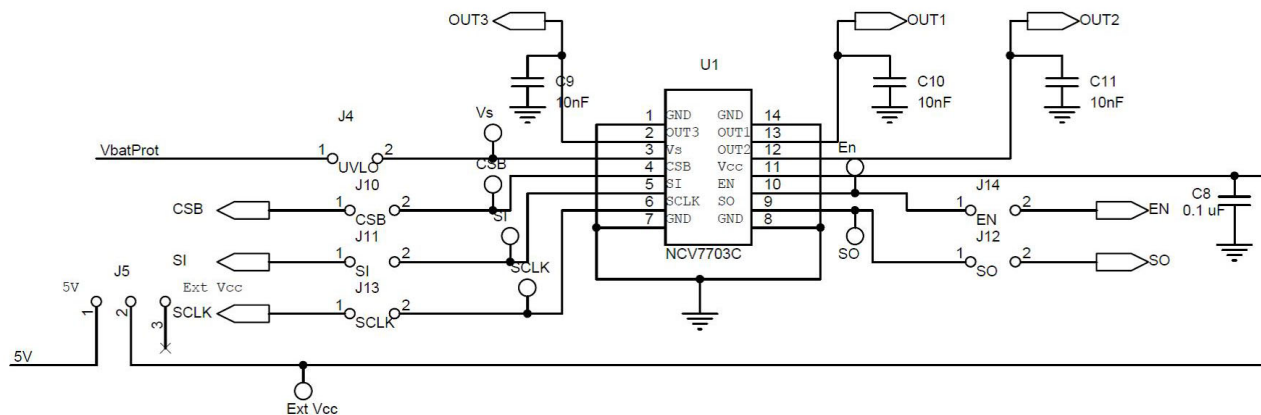 OUT3
OUT1
OUT2
U1
C9
10nF
C10
10nF
C11
10nF
J4
Vs
1 GND GND 14
2 OUT3 OUT1 13
3 Vs OUT2 12
4 CSB Vcc 11
5 SI EN 10
6 SCLK SO 9
7 GND GND 8
NCV7703C
En
VbatProt
1 2
UVLO
CSB
J10
CSB
1 2
CSB
SI
J11
SI
1 2
SI
SCLK
J13
SCLK
1 2
SCLK
J14
1 2
EN
EN
J12
SO
1 2
SO
SO
C8
0.1 uF
J5
5V
Ext Vcc
1
2
3
5V
Ext Vcc